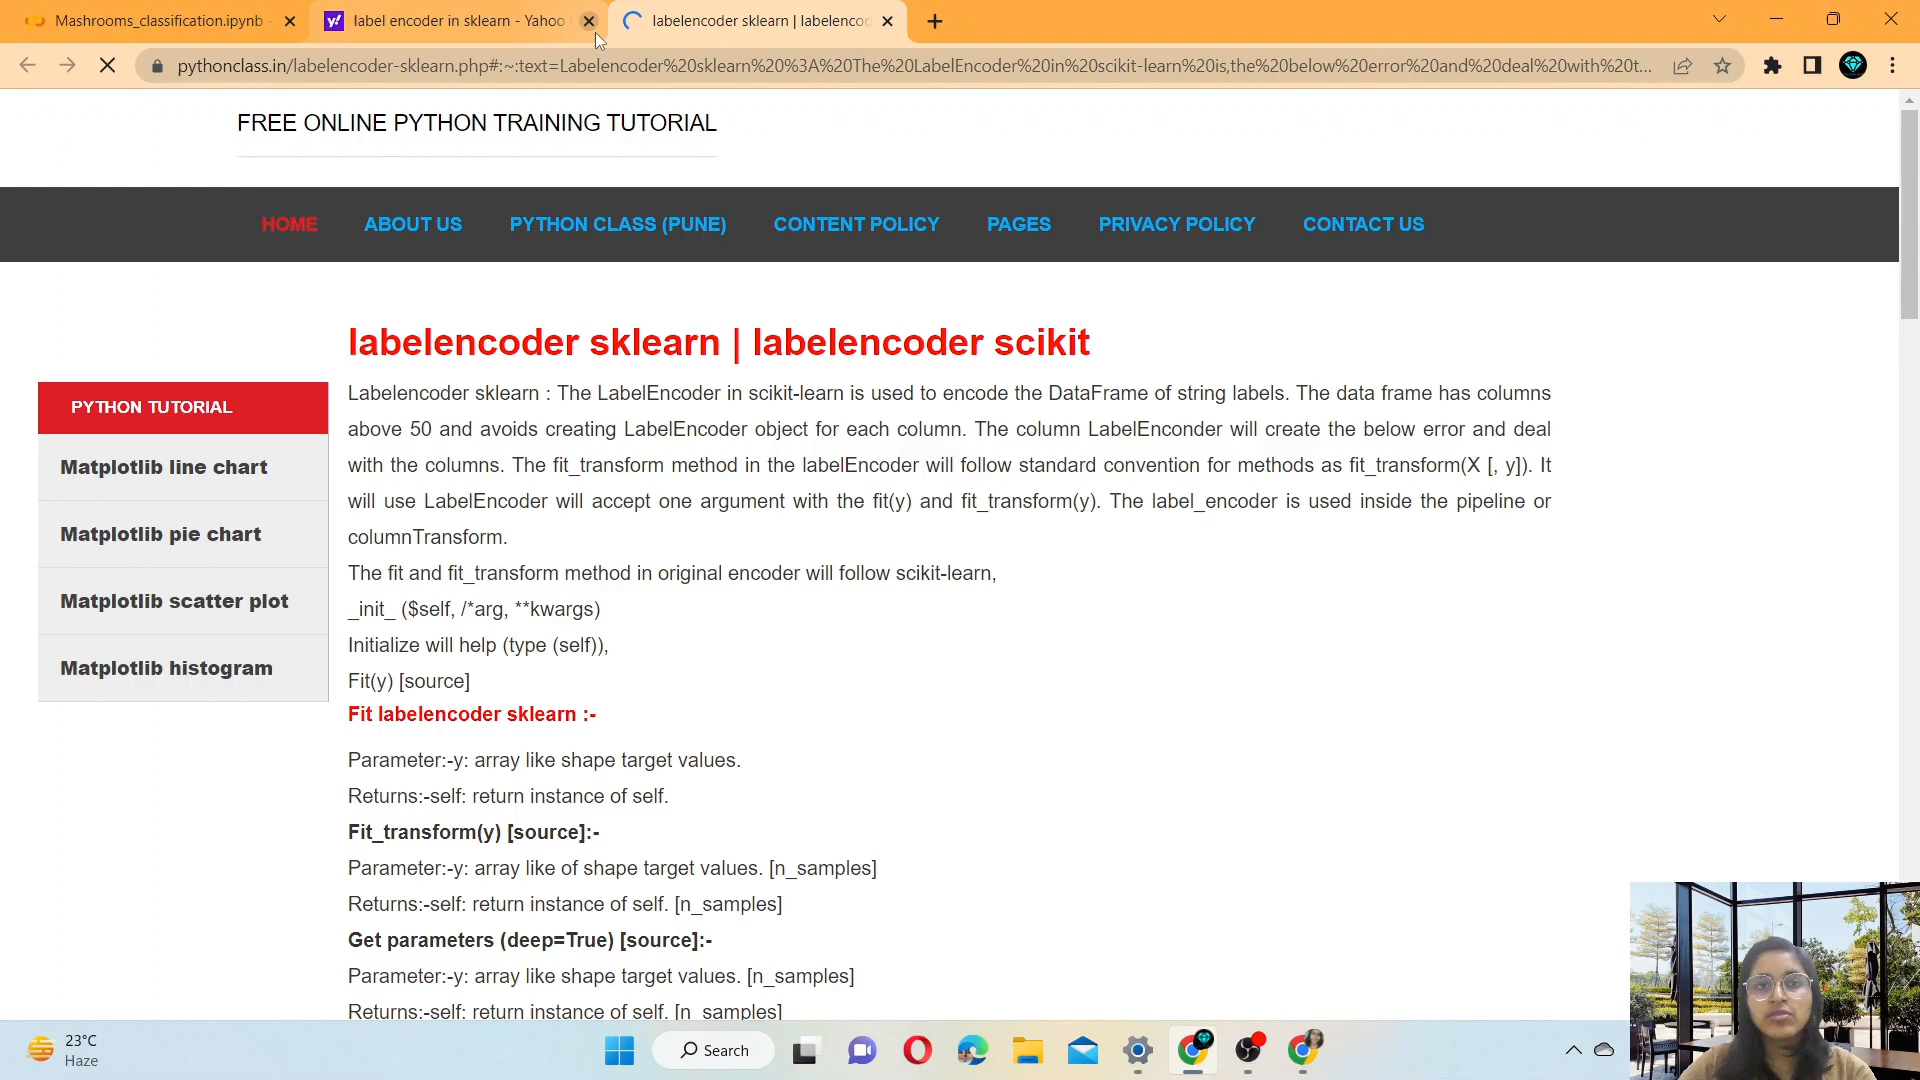 Mashrooms_classification.ipynb
label encoder in sklearn - Yahoo
labelencoder sklearn | labelencod
pythonclass.in/labelencoder-sklearn.php#:~:text=Labelencoder%20sklearn%20%3A%20The%20LabelEncoder%20in%20scikit-learn%20is,the%20below%20error%20and%20deal%20with%20t...
FREE ONLINE PYTHON TRAINING TUTORIAL
HOME ABOUT US PYTHON CLASS (PUNE) CONTENT POLICY PAGES PRIVACY POLICY CONTACT US
labelencoder sklearn | labelencoder scikit
PYTHON TUTORIAL
Matplotlib line chart
Matplotlib pie chart
Matplotlib scatter plot
Matplotlib histogram
Labelencoder sklearn : The LabelEncoder in scikit-learn is used to encode the DataFrame of string labels. The data frame has columns
above 50 and avoids creating LabelEncoder object for each column. The column LabelEnconder will create the below error and deal
with the columns. The fit_transform method in the labelEncoder will follow standard convention for methods as fit_transform(X [, y]). It
will use LabelEncoder will accept one argument with the fit(y) and fit_transform(y). The label_encoder is used inside the pipeline or
columnTransform.
The fit and fit_transform method in original encoder will follow scikit-learn,
_init_ ($self, /*arg, **kwargs)
Initialize will help (type (self)),
Fit(y) [source]
Fit labelencoder sklearn :-
Parameter:-y: array like shape target values.
Returns:-self: return instance of self.
Fit_transform(y) [source]:-
Parameter:-y: array like of shape target values. [n_samples]
Returns:-self: return instance of self. [n_samples]
Get parameters (deep=True) [source]:-
Parameter:-y: array like shape target values. [n_samples]
Returns:-self: return instance of self. [n_samples]
23°C
Haze
Search